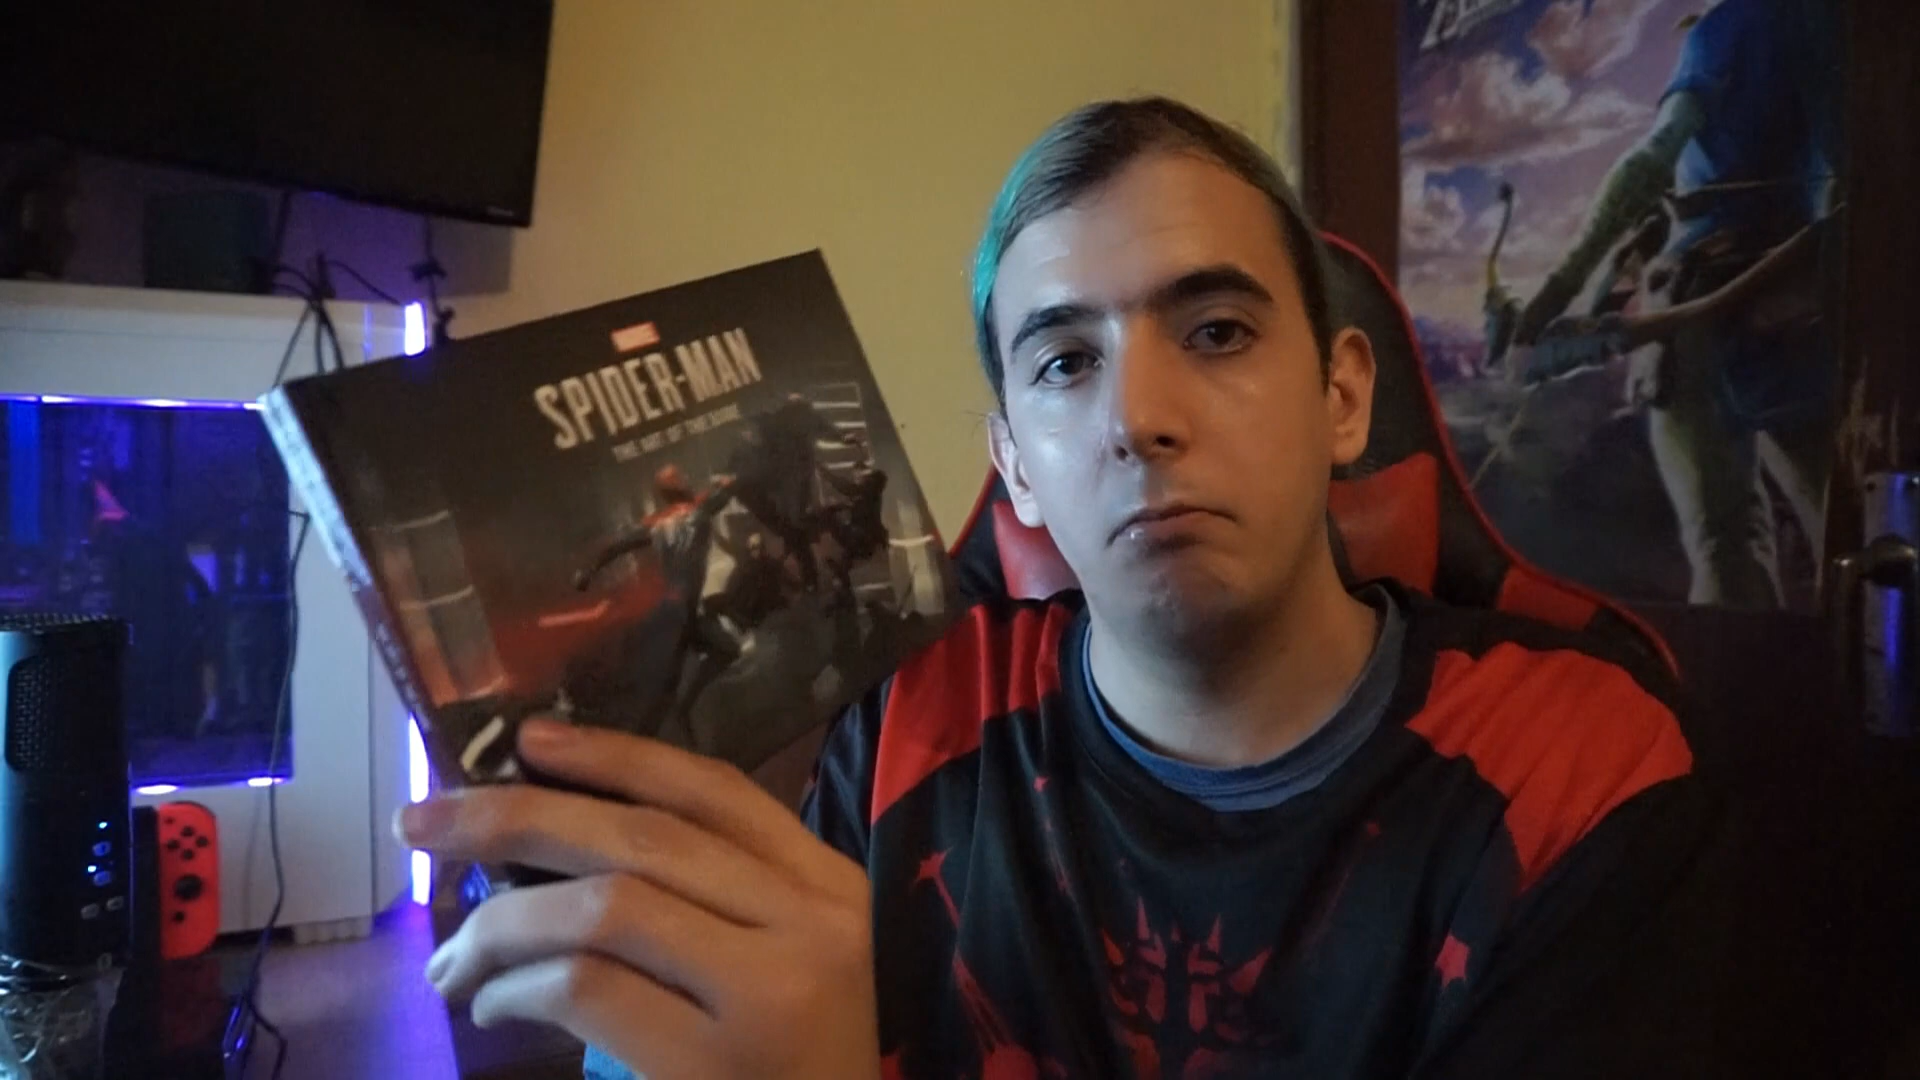 MARVEL
SPIDER-MAN
THE ART OF THE GAME